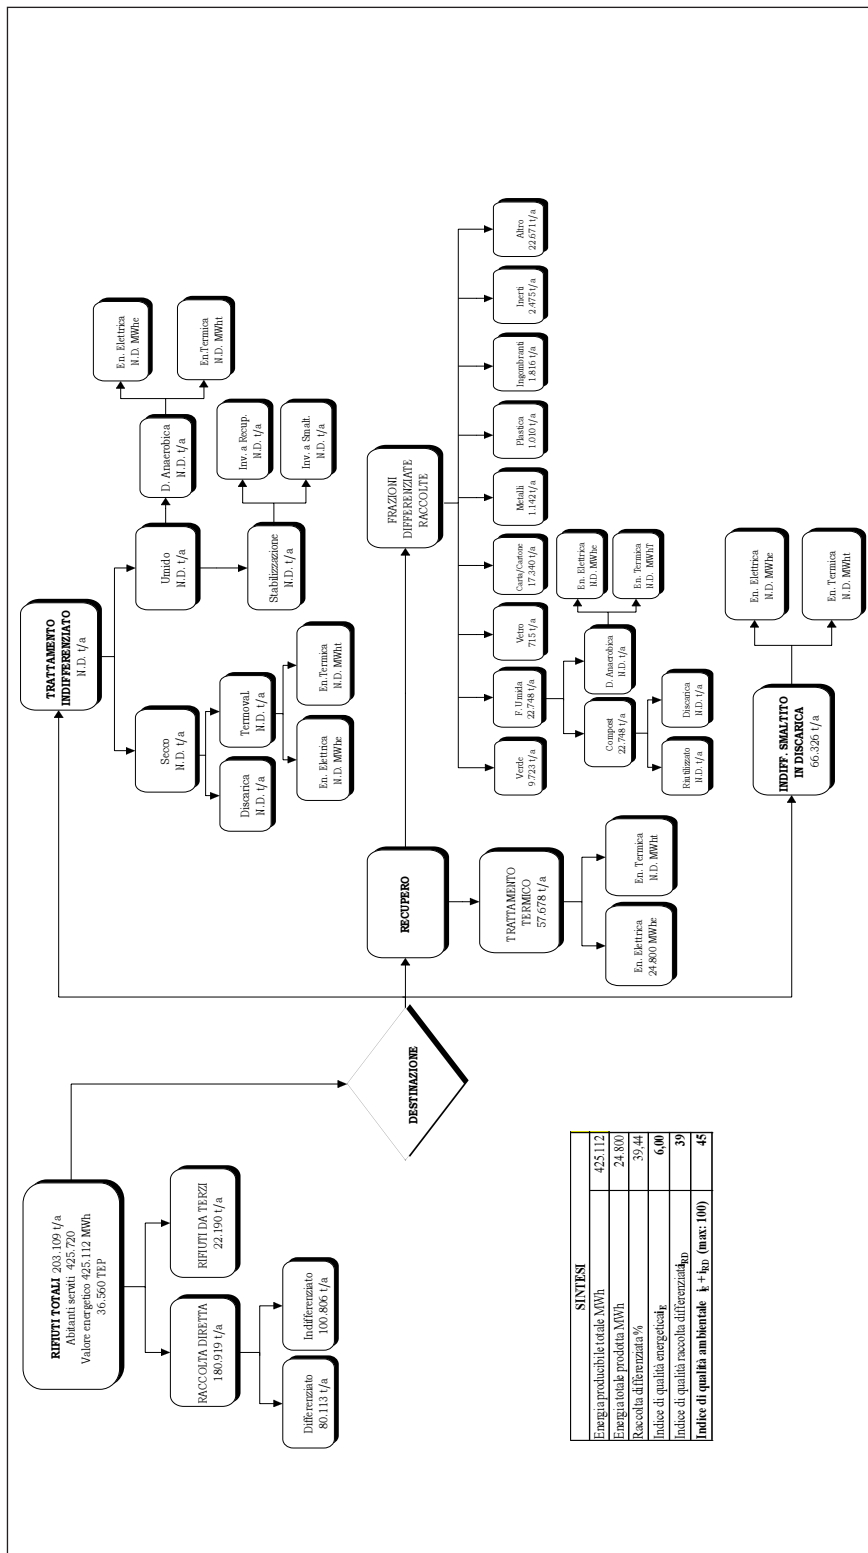 RIFIUTI TOTALI 203.109 t/a
Abitanti serviti 425.720
Valore energetico 425.112 MWh
36.560 TEP
RACCOLTA DIRETTA
180.919 t/a
RIFIUTI DA TERZI
22.190 t/a
Differenziato
80.113 t/a
Indifferenziato
100.806 t/a
DESTINAZIONE
TRATTAMENTO
INDIFFERENZIATO
N.D. t/a
Secco
N.D. t/a
Umido
N.D. t/a
Discarica
N.D. t/a
Termoval.
N.D. t/a
En. Elettrica
N.D. MWhe
En.Termica
N.D. MWht
D. Anaerobica
N.D. t/a
Stabilizzazione
N.D. t/a
En. Elettrica
N.D. MWhe
En.Termica
N.D. MWht
Inv. a Recup.
N.D. t/a
Inv. a Smalt.
N.D. t/a
RECUPERO
TRATTAMENTO
TERMICO
57.678 t/a
En. Elettrica
24.800 MWhe
En. Termica
N.D. MWht
FRAZIONI
DIFFERENZIATE
RACCOLTE
Verde
9.723 t/a
F. Umida
22.748 t/a
Vetro
715 t/a
Carta/Cartone
17.340 t/a
Metalli
1.142 t/a
Plastica
1.010 t/a
Ingombranti
1.816 t/a
Inerti
2.475 t/a
Altro
22.671 t/a
Compost
22.748 t/a
D. Anaerobica
N.D. t/a
En. Elettrica
N.D. MWhe
En. Termica
N.D. MWhT
Riutilizzato
N.D. t/a
Discarica
N.D. t/a
INDIFF. SMALTITO
IN DISCARICA
66.326 t/a
En. Elettrica
N.D. MWhe
En. Termica
N.D. MWht
SINTESI
Energia producibile totale MWh 425.112
Energia totale prodotta MWh 24.800
Raccolta differenziata % 39,44
Indice di qualità energetica iE 6,00
Indice di qualità raccolta differenziata iRD 39
Indice di qualità ambientale iE + iRD (max: 100) 45